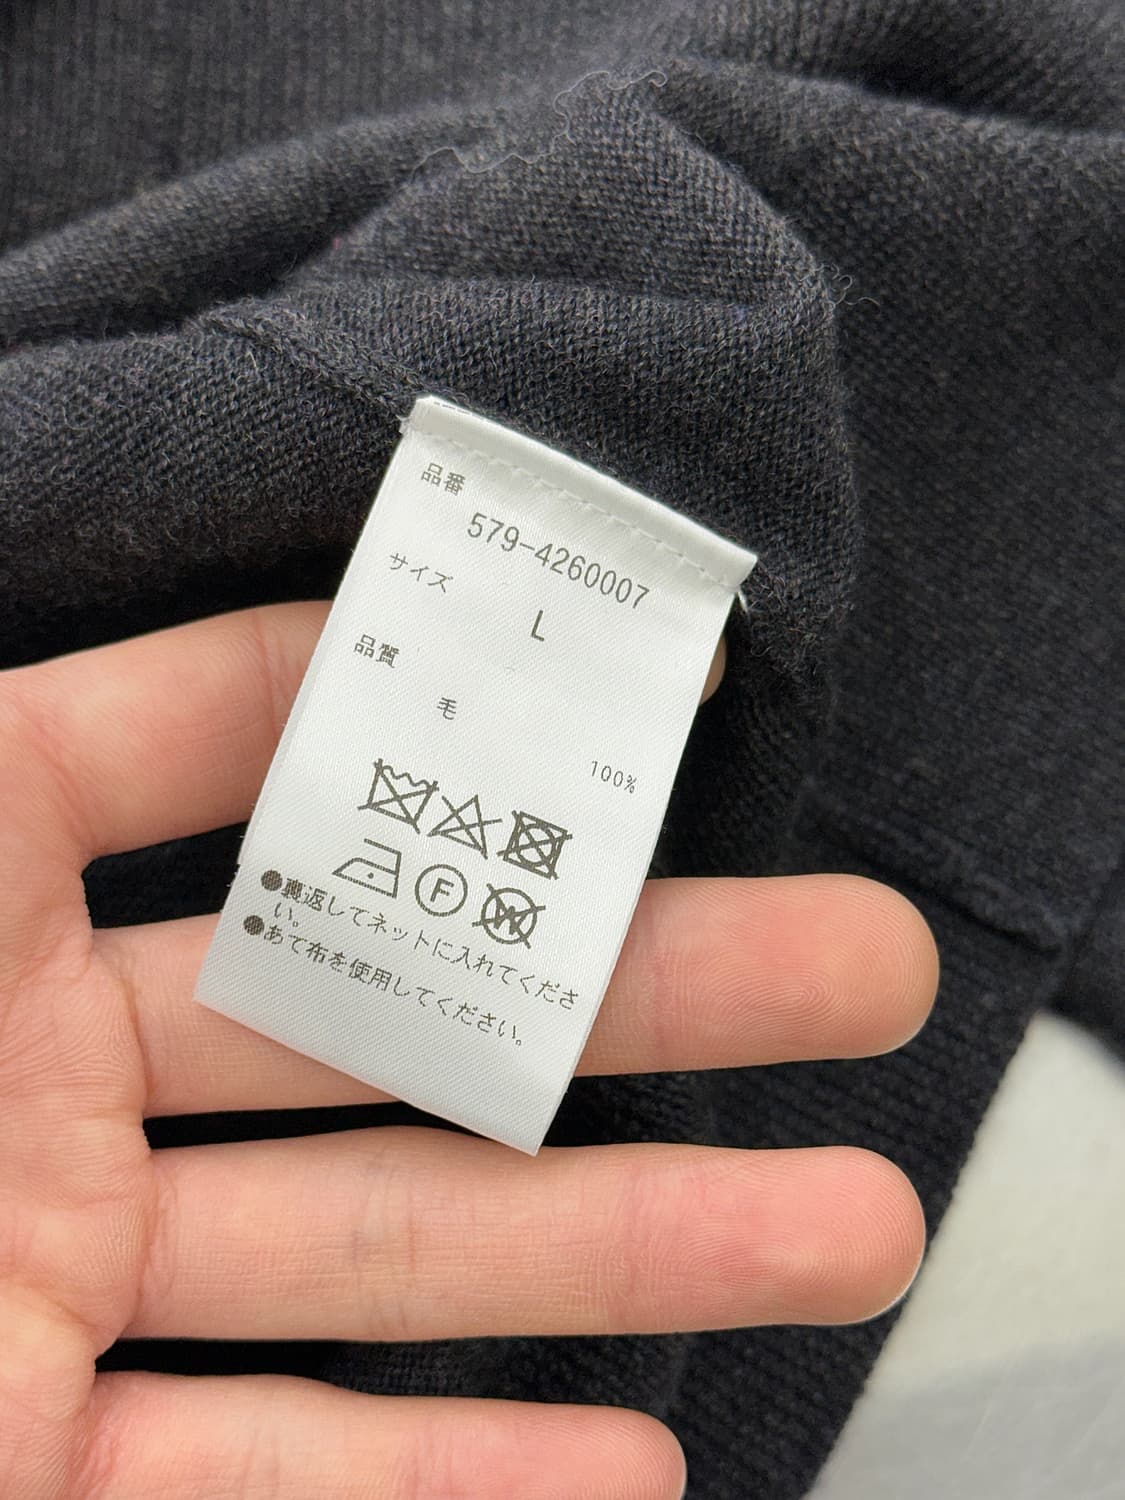 品番
579-4260007
サイズ
L
品質
毛
100%
F
W
●裏返してネットに入れてくださ
い。
●あて布を使用してください。